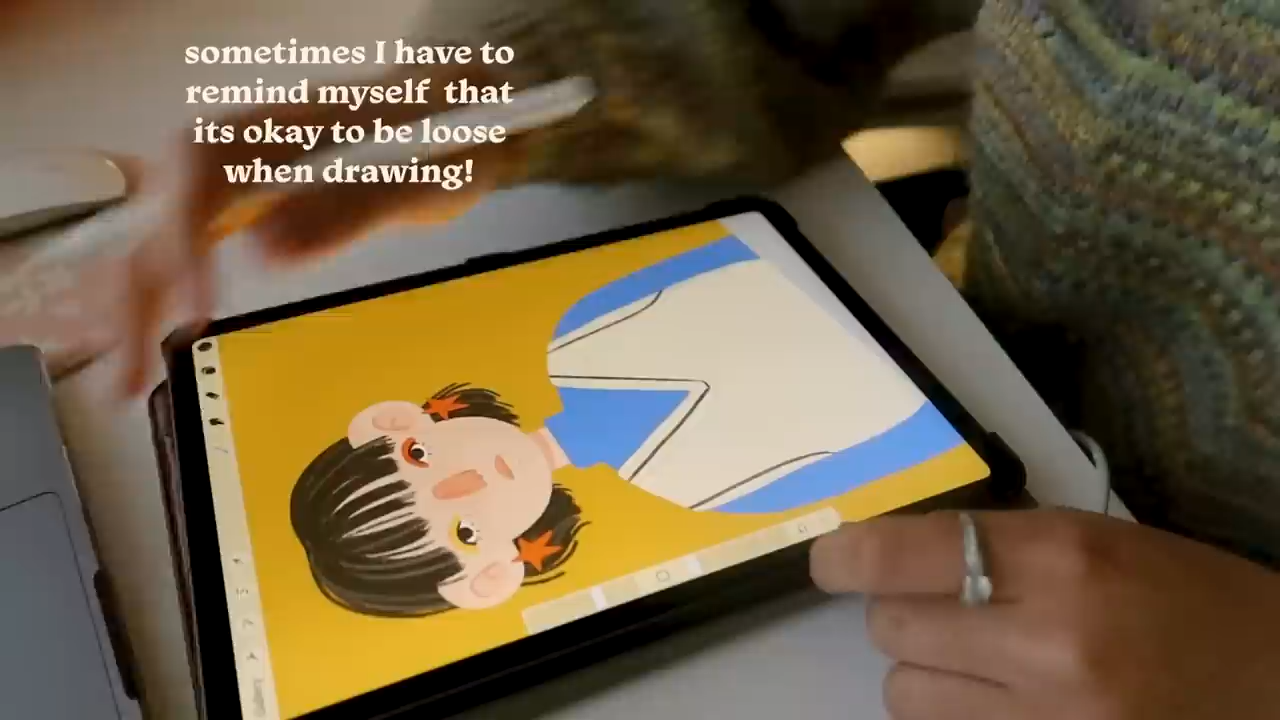 sometimes I have to
remind myself that
its okay to be loose
when drawing!